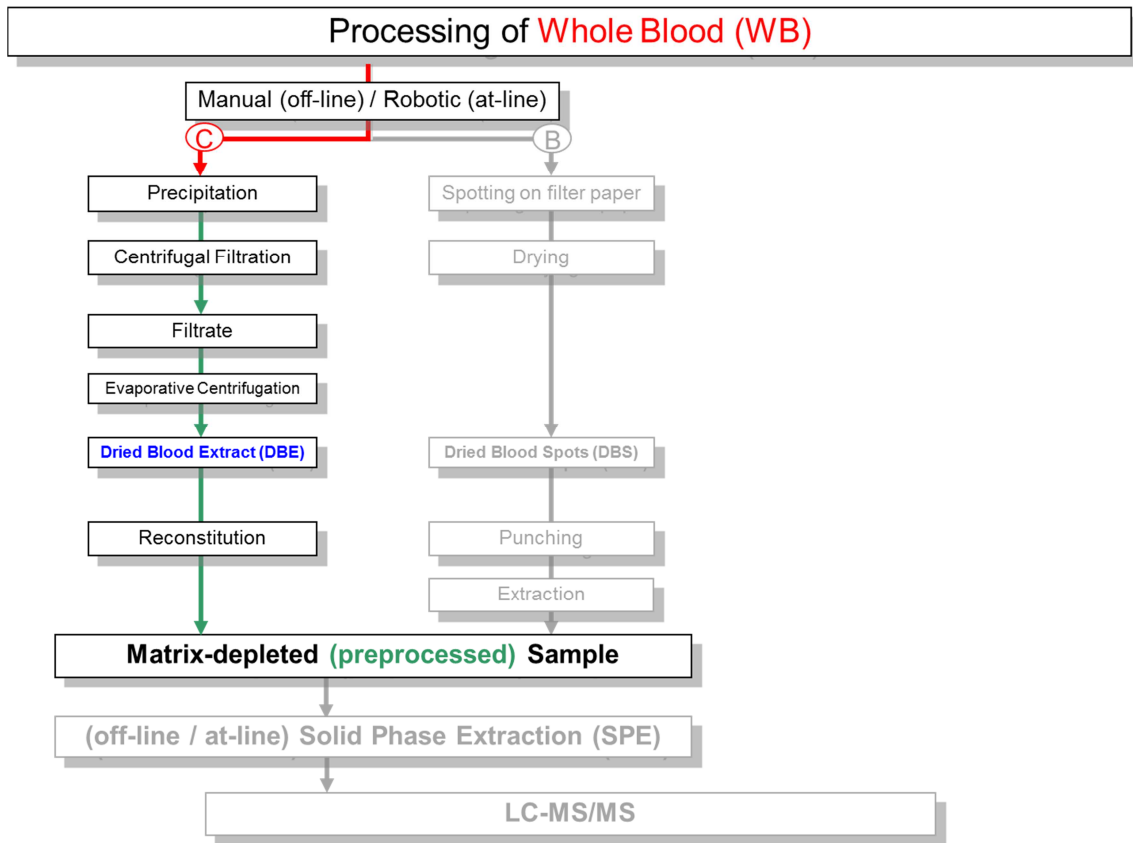 Processing of Whole Blood (WB)
Manual (off-line) / Robotic (at-line)
C
B
Precipitation
Spotting on filter paper
Centrifugal Filtration
Drying
Filtrate
Evaporative Centrifugation
Dried Blood Extract (DBE)
Dried Blood Spots (DBS)
Reconstitution
Punching
Extraction
Matrix-depleted (preprocessed) Sample
(off-line / at-line) Solid Phase Extraction (SPE)
LC-MS/MS